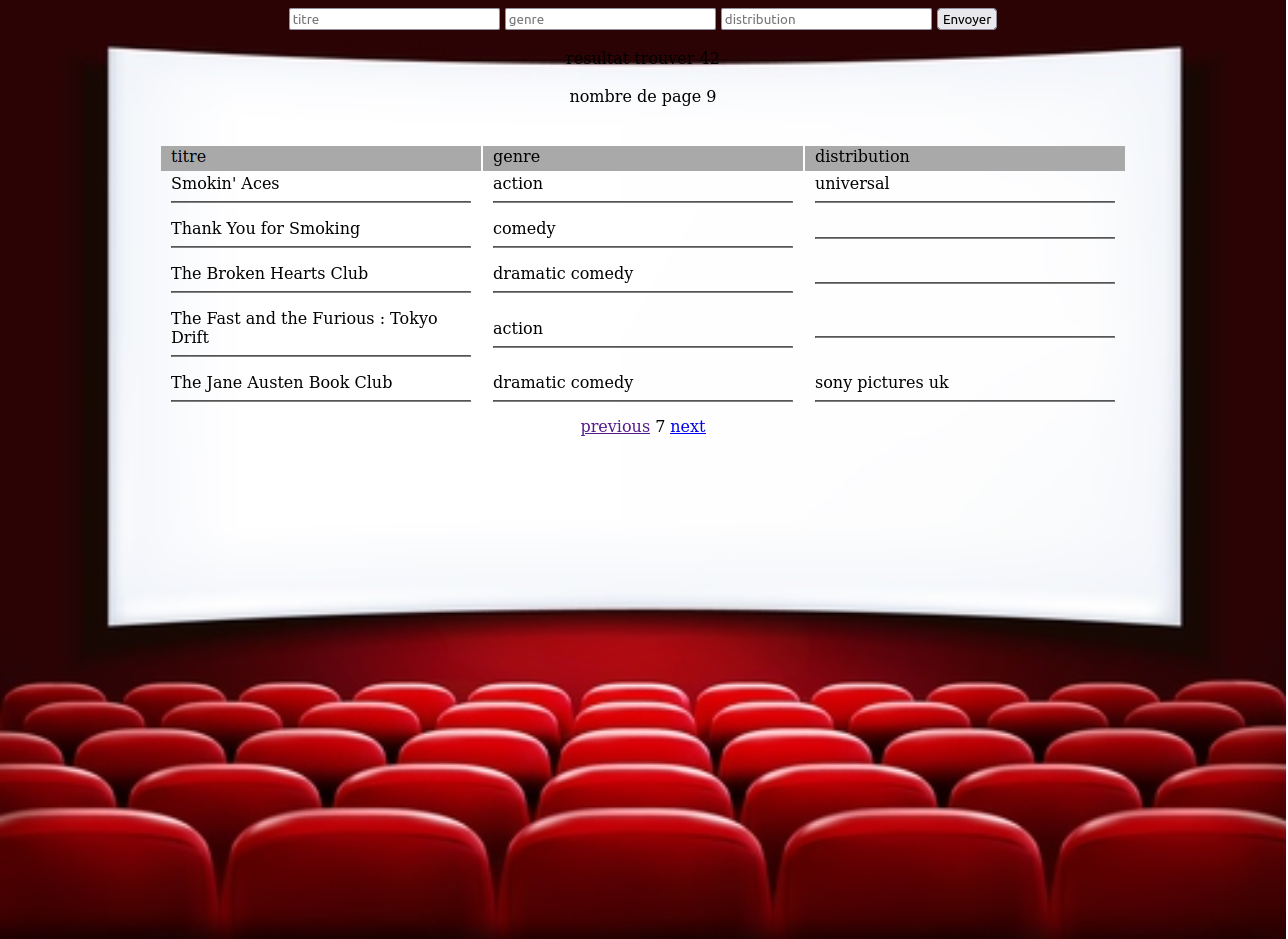 titre genre distribution Envoyer
resultat trouver 42
nombre de page 9
titre genre distribution
Smokin' Aces action universal
Thank You for Smoking comedy
The Broken Hearts Club dramatic comedy
The Fast and the Furious : Tokyo
Drift
action
The Jane Austen Book Club dramatic comedy sony pictures uk
previous 7 next